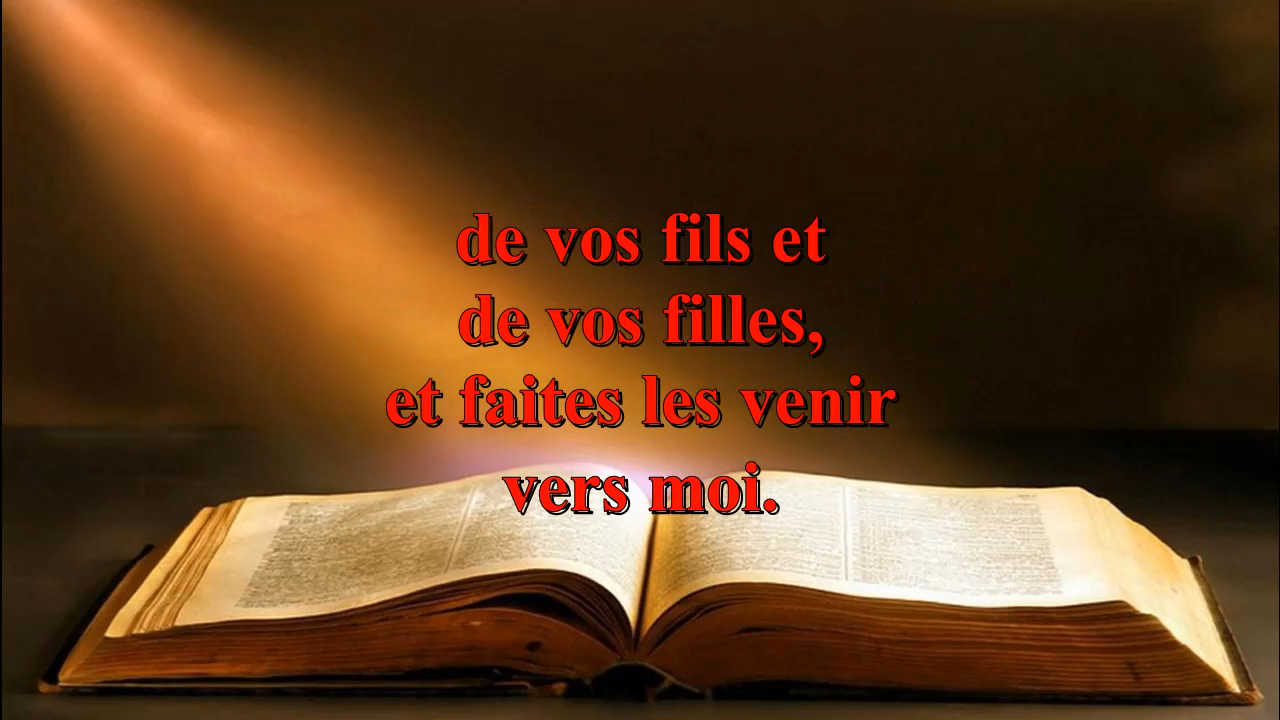 de vos fils et
de vos filles,
et faites les venir
vers moi.